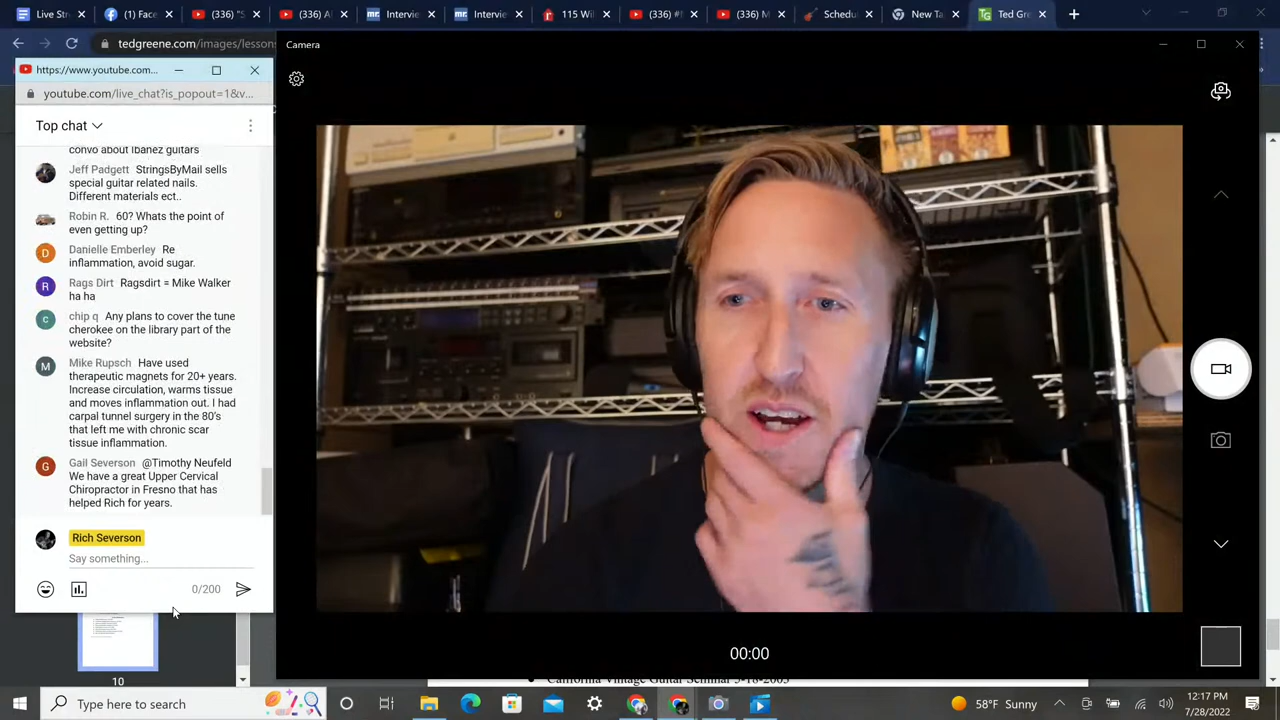 Live Str
(1) Face
(336) "S
(336) Al
Interview
Interview
115 Wil
(336) #
(336) M
Schedu
New Ta
Ted Gre
tedgreene.com/images/lessons
Camera
https://www.youtube.com...
youtube.com/live_chat?is_popout=1&v...
Top chat
convo about Ibanez guitars
Jeff Padgett StringsByMail sells
special guitar related nails.
Different materials ect..
Robin R. 60? Whats the point of
even getting up?
Danielle Emberley Re
inflammation, avoid sugar.
Rags Dirt Ragsdirt = Mike Walker
ha ha
chip q Any plans to cover the tune
cherokee on the library part of the
website?
Mike Rupsch Have used
therapeutic magnets for 20+ years.
Increase circulation, warms tissue
and moves inflammation out. I had
carpal tunnel surgery in the 80's
that left me with chronic scar
tissue inflammation.
Gail Severson @Timothy Neufeld
We have a great Upper Cervical
Chiropractor in Fresno that has
helped Rich for years.
Rich Severson
Say something...
0/200
00:00
10
California Vintage Guitar Seminar 5-18-2003
Type here to search
58°F Sunny
12:17 PM
7/28/2022